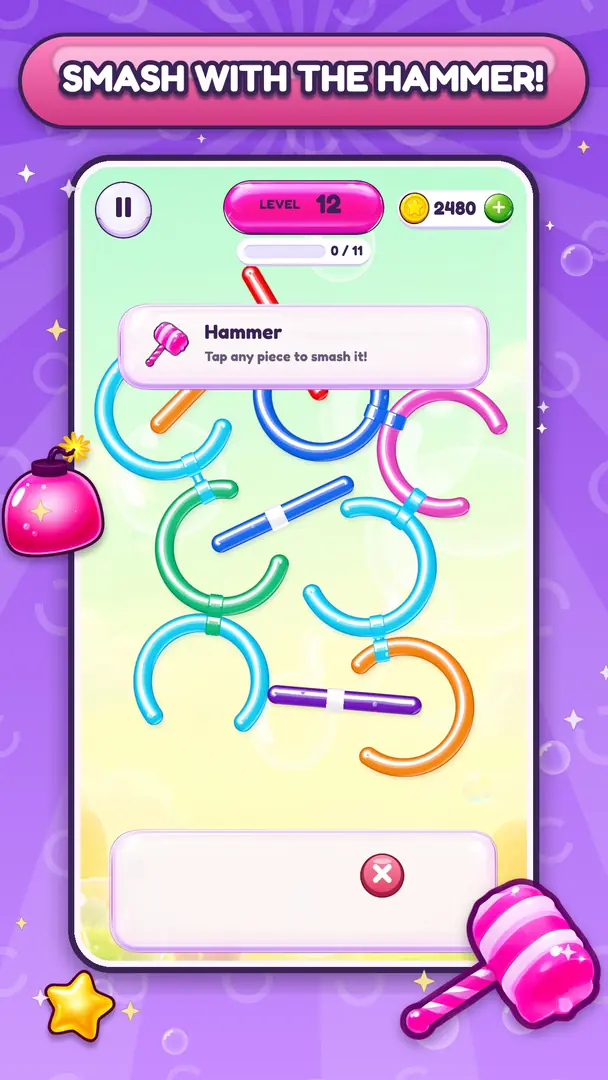 SMASH WITH THE HAMMER!
LEVEL 12
2480
0 / 11
Hammer
Tap any piece to smash it!